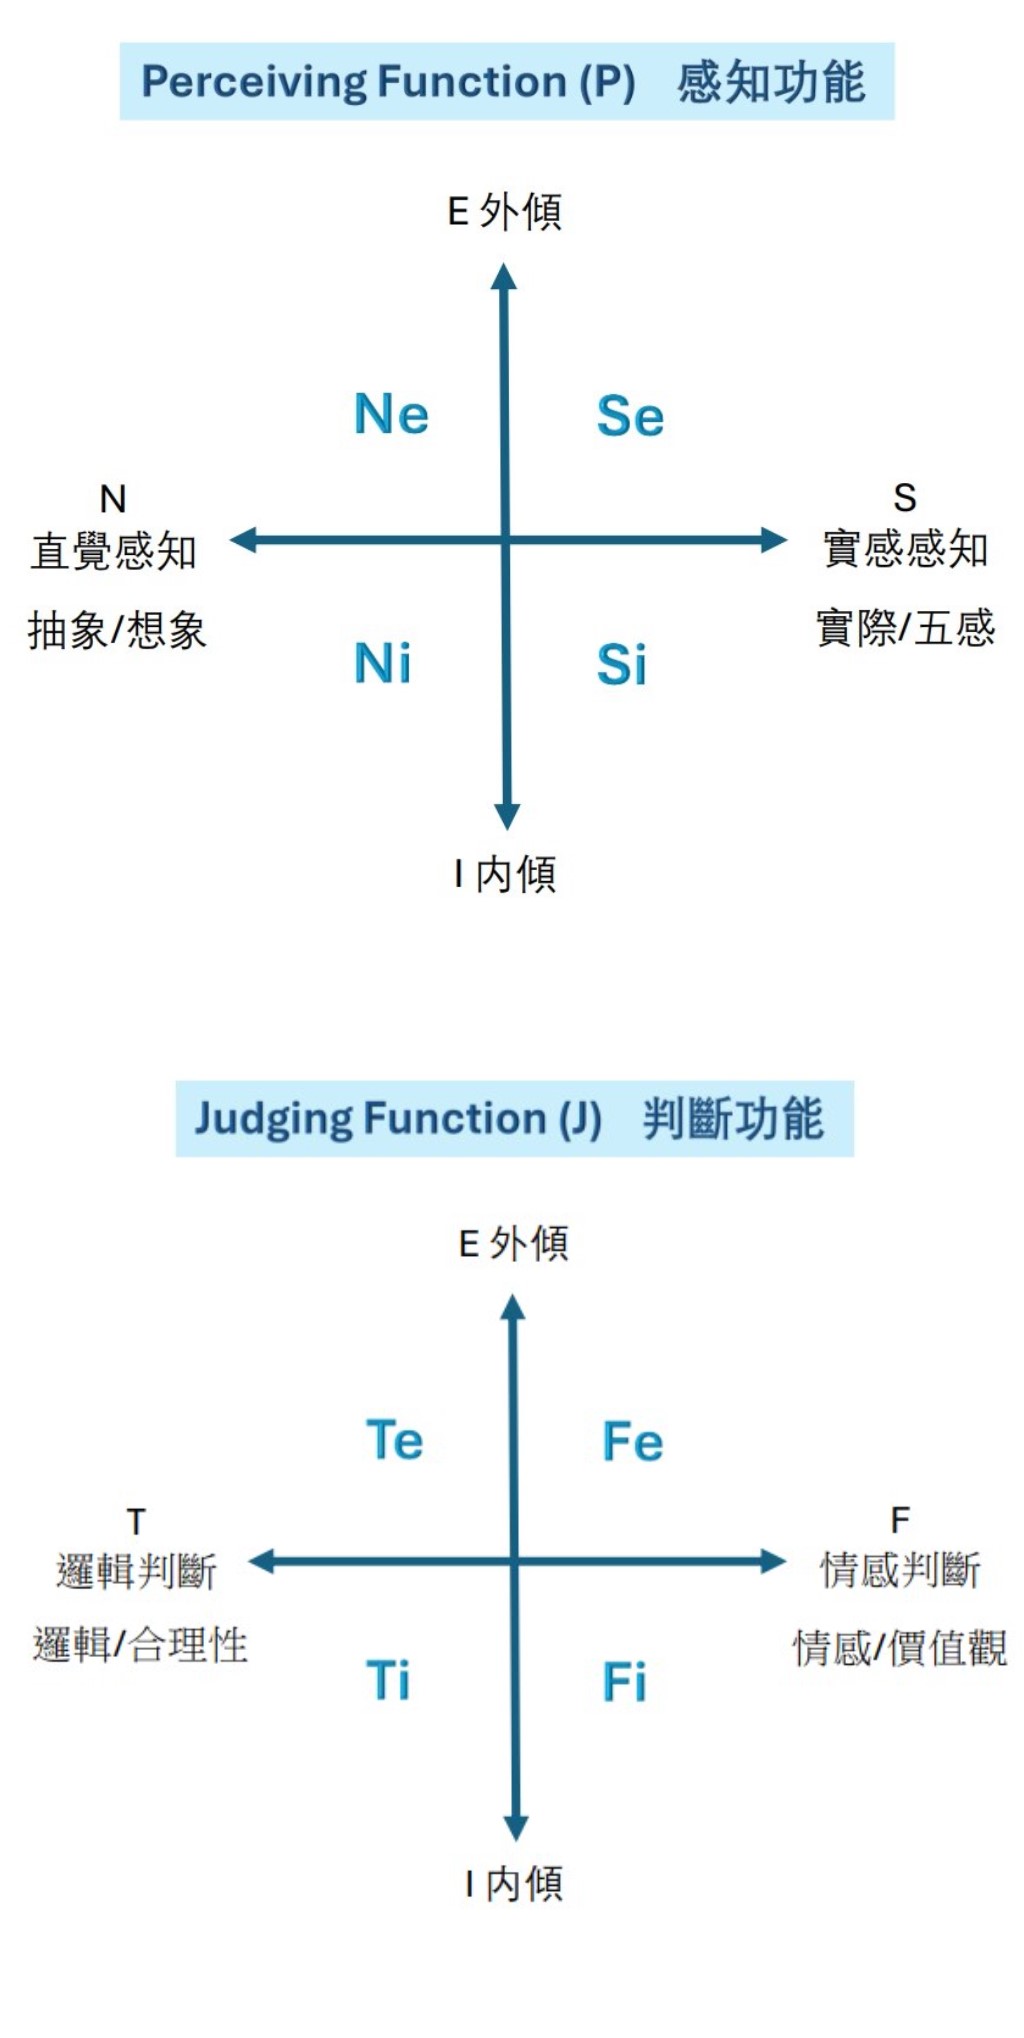 Perceiving Function (P) 感知功能
E 外傾
Ne
Se
N
直覺感知
抽象/想象
S
實感感知
實際/五感
Ni
Si
I 内傾
Judging Function (J) 判斷功能
E 外傾
Te
Fe
T
邏輯判斷
邏輯/合理性
F
情感判斷
情感/價值觀
Ti
Fi
I 内傾